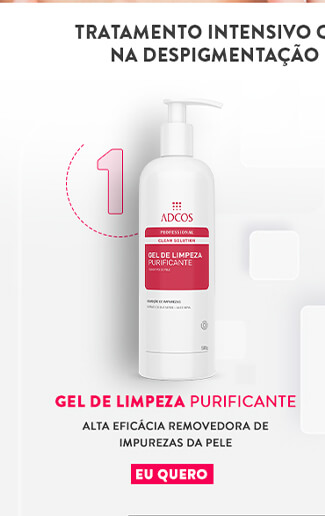 TRATAMENTO INTENSIVO
NA DESPIGMENTAÇÃO
1
ADCOS
PROFESSIONAL
CLEAN SOLUTION
GEL DE LIMPEZA
PURIFICANTE
GEL DE LIMPEZA PURIFICANTE
ALTA EFICÁCIA REMOVEDORA DE
IMPUREZAS DA PELE
EU QUERO